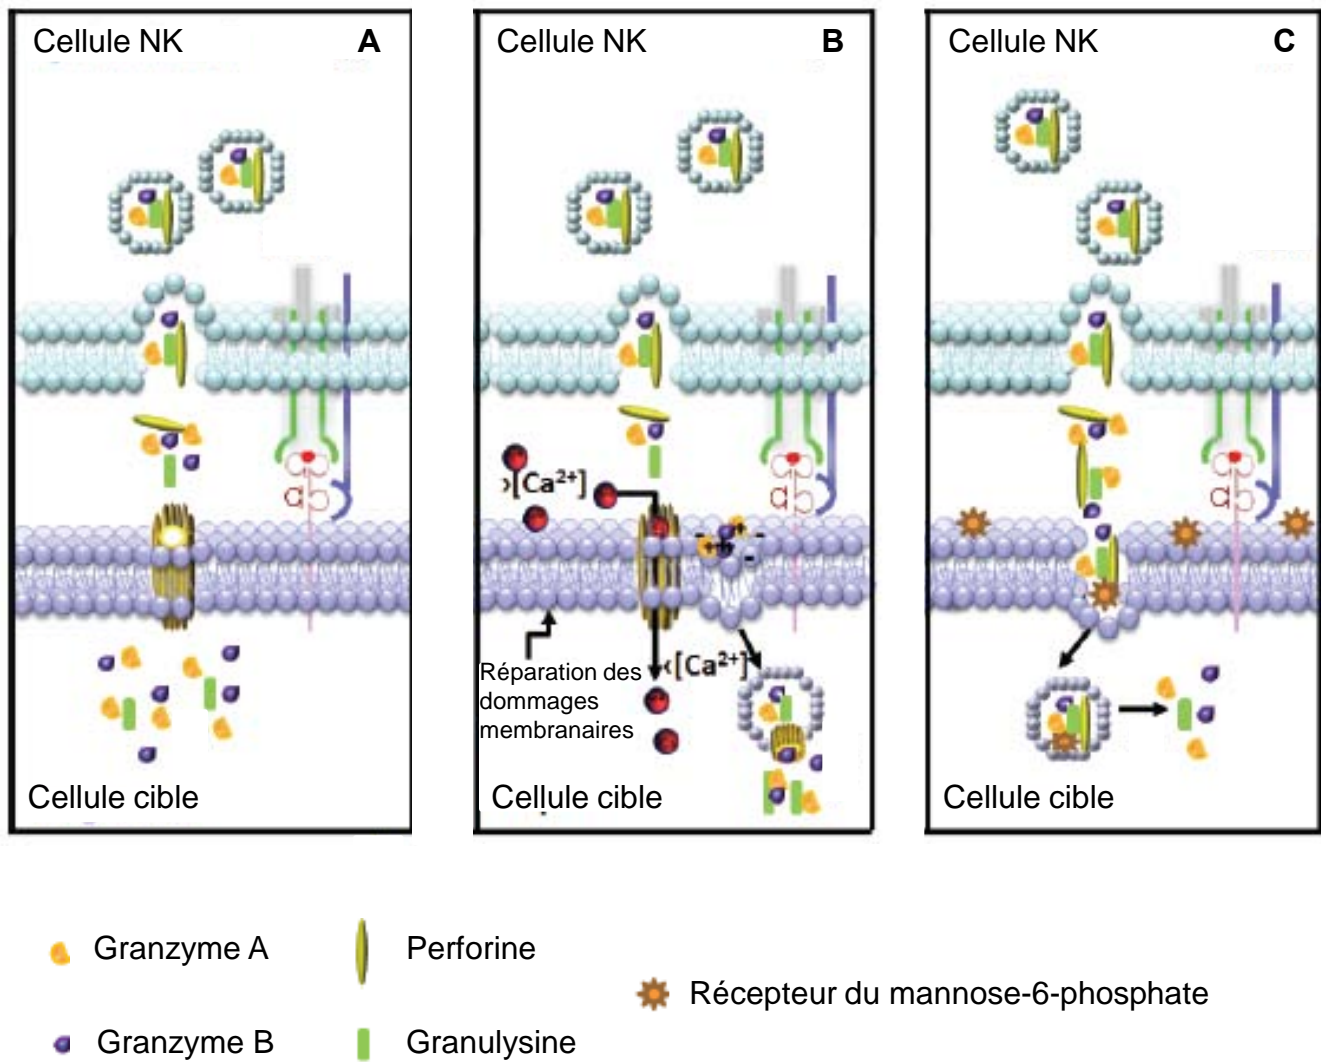 Cellule NK
A
Cellule NK
B
Cellule NK
C
›[Ca²⁺]
‹[Ca²⁺]
Réparation des
dommages
membranaires
Cellule cible
Cellule cible
Cellule cible
Granzyme A
Perforine
Récepteur du mannose-6-phosphate
Granzyme B
Granulysine